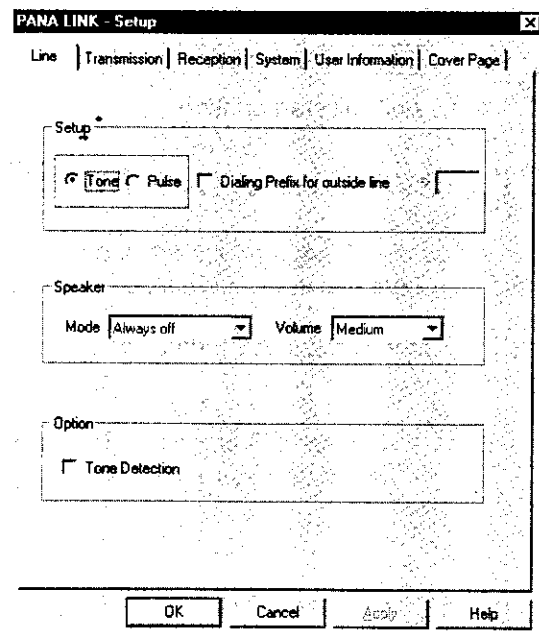 PANA LINK - Setup
Line Transmission Reception System User Information Cover Page
Setup
Tone Pulse Dialing Prefix for outside line
Speaker
Mode Always off Volume Medium
Option
Tone Detection
OK Cancel Apply Help